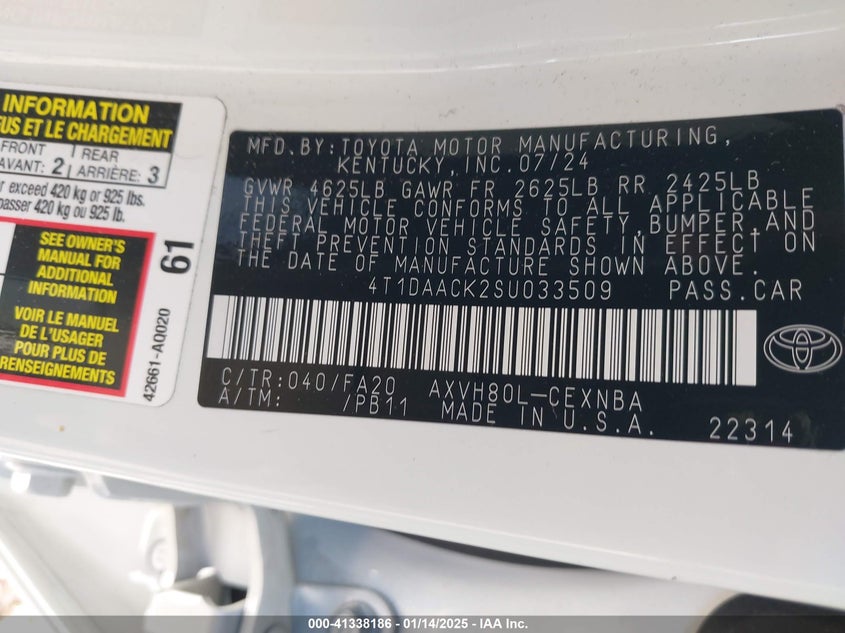 INFORMATION
FUS ET LE CHARGEMENT
FRONT
AVANT: 2
REAR
ARRIÈRE: 3
exceed 420 kg or 925 lbs.
passer 420 kg ou 925 lb.
SEE OWNER'S
MANUAL FOR
ADDITIONAL
INFORMATION
VOIR LE MANUEL
DE L'USAGER
POUR PLUS DE
RENSEIGNEMENTS
61
42661-A0020
MFD.BY:TOYOTA MOTOR MANUFACTURING,
KENTUCKY,INC.07/24
GVWR 4625LB GAWR FR 2625LB RR 2425LB
THIS VEHICLE CONFORMS TO ALL APPLICABLE
FEDERAL MOTOR VEHICLE SAFETY,BUMPER,AND
THEFT PREVENTION STANDARDS IN EFFECT ON
THE DATE OF MANUFACTURE SHOWN ABOVE.
4T1DAACK2SU033509 PASS.CAR
C/TR:040/FA20 AXVH80L-CEXNBA
A/TM: /PB11 MADE IN U.S.A.
22314
000-41338186 - 01/14/2025 - IAA Inc.